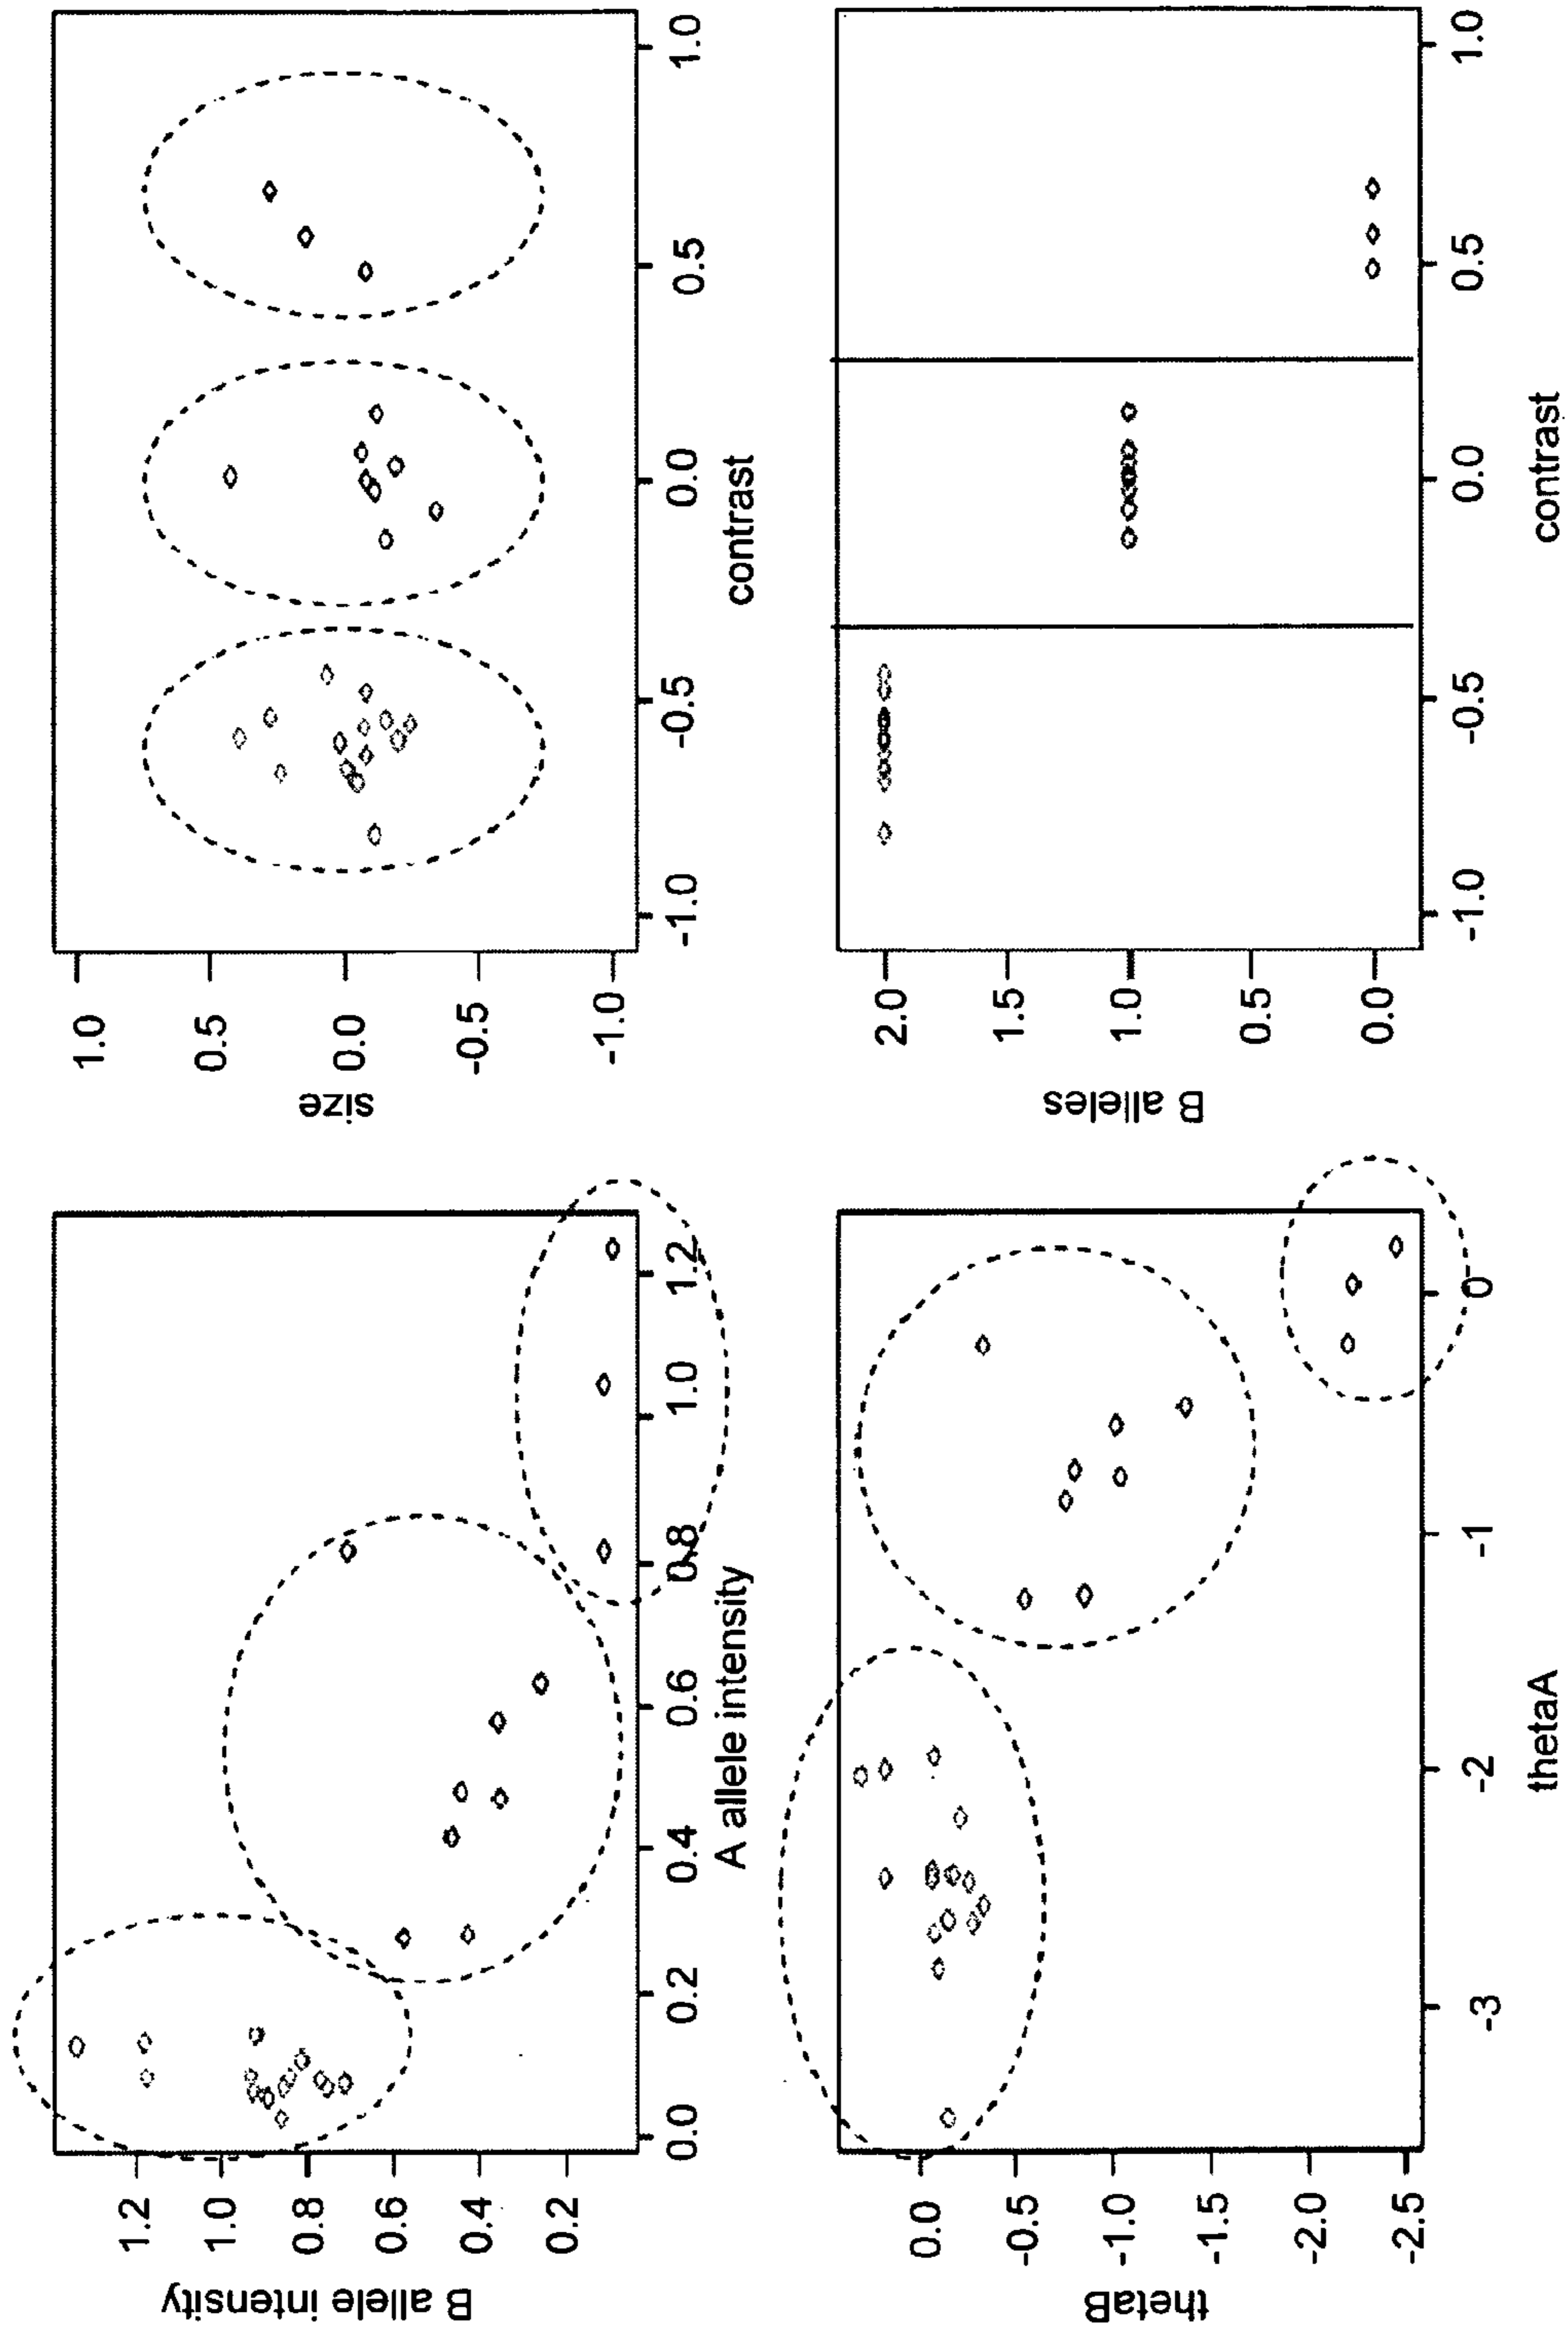 B allele intensity
1.2
1.0
0.8
0.6
0.4
0.2
0.0 0.2 0.4 0.6 0.8 1.0 1.2
A allele intensity
size
1.0
0.5
0.0
-0.5
-1.0
-1.0 -0.5 0.0 0.5 1.0
contrast
thetaB
0.0
-0.5
-1.0
-1.5
-2.0
-2.5
-3 -2 -1 0
thetaA
B alleles
2.0
1.5
1.0
0.5
0.0
-1.0 -0.5 0.0 0.5 1.0
contrast